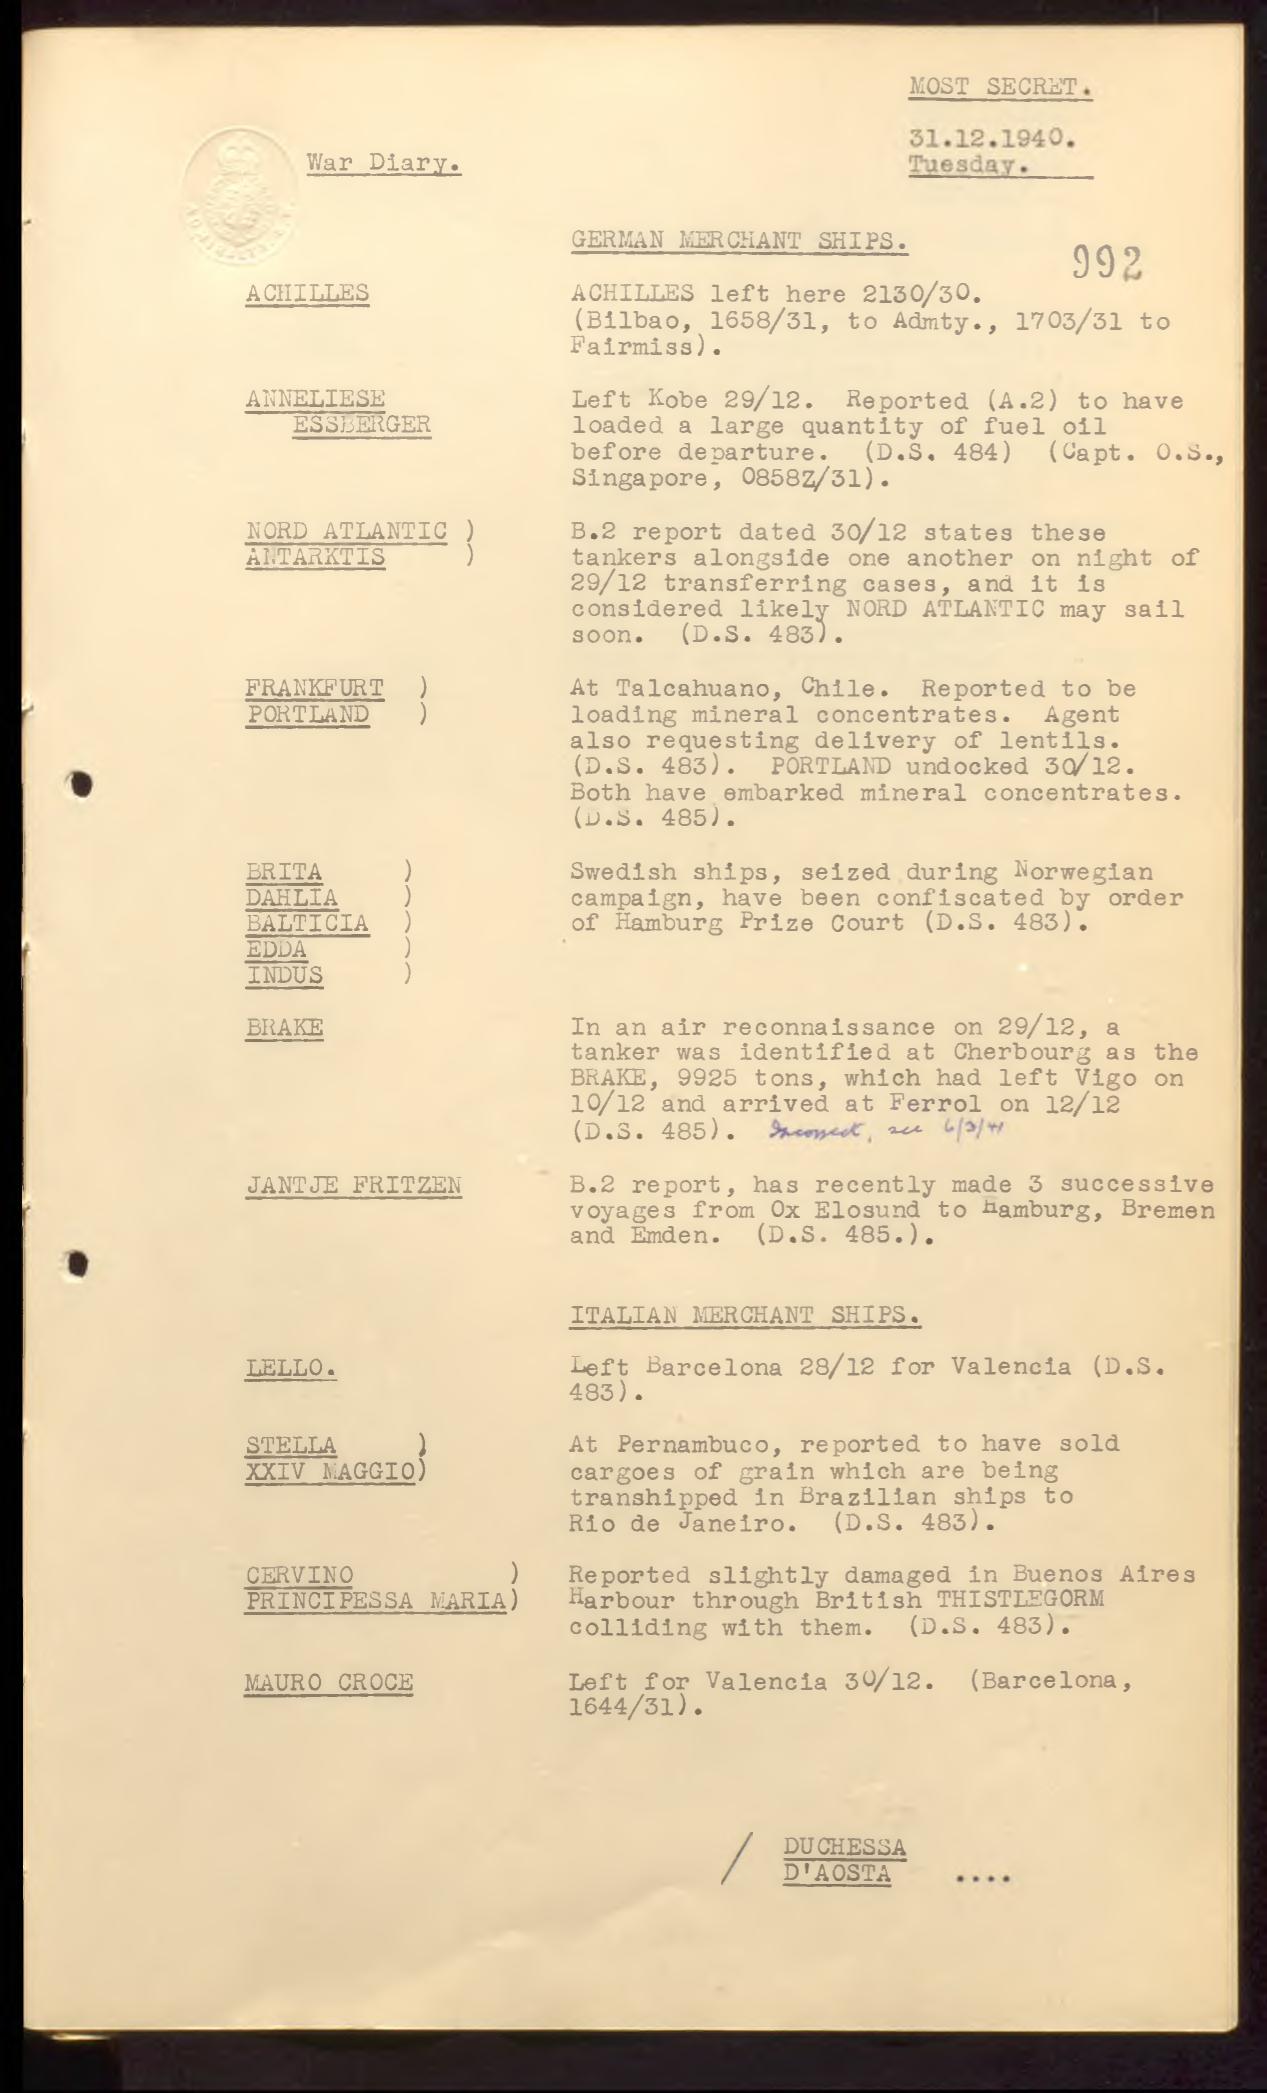 MOST SECRET.
31.12.1940.
Tuesday.
War Diary.
GERMAN MERCHANT SHIPS.
992
ACHILLES
ACHILLES left here 2130/30.
(Bilbao, 1658/31, to Admty., 1703/31 to
Fairmiss).
ANNELIESE
ESSBERGER
Left Kobe 29/12. Reported (A.2) to have
loaded a large quantity of fuel oil
before departure. (D.S. 484) (Capt. O.S.,
Singapore, 0858Z/31).
NORD ATLANTIC )
ANTARKTIS )
B.2 report dated 30/12 states these
tankers alongside one another on night of
29/12 transferring cases, and it is
considered likely NORD ATLANTIC may sail
soon. (D.S. 483).
FRANKFURT )
PORTLAND )
At Talcahuano, Chile. Reported to be
loading mineral concentrates. Agent
also requesting delivery of lentils.
(D.S. 483). PORTLAND undocked 30/12.
Both have embarked mineral concentrates.
(D.S. 485).
BRITA )
DAHLIA )
BALTICIA )
EDDA )
INDUS )
Swedish ships, seized during Norwegian
campaign, have been confiscated by order
of Hamburg Prize Court (D.S. 483).
BRAKE
In an air reconnaissance on 29/12, a
tanker was identified at Cherbourg as the
BRAKE, 9925 tons, which had left Vigo on
10/12 and arrived at Ferrol on 12/12
(D.S. 485). Incorrect, see 6/3/41
JANTJE FRITZEN
B.2 report, has recently made 3 successive
voyages from Ox Elosund to Hamburg, Bremen
and Emden. (D.S. 485.).
ITALIAN MERCHANT SHIPS.
LELLO.
Left Barcelona 28/12 for Valencia (D.S.
483).
STELLA )
XXIV MAGGIO)
At Pernambuco, reported to have sold
cargoes of grain which are being
transhipped in Brazilian ships to
Rio de Janeiro. (D.S. 483).
CERVINO )
PRINCIPESSA MARIA)
Reported slightly damaged in Buenos Aires
Harbour through British THISTLEGORM
colliding with them. (D.S. 483).
MAURO CROCE
Left for Valencia 30/12. (Barcelona,
1644/31).
/ DUCHESSA
D'AOSTA ....